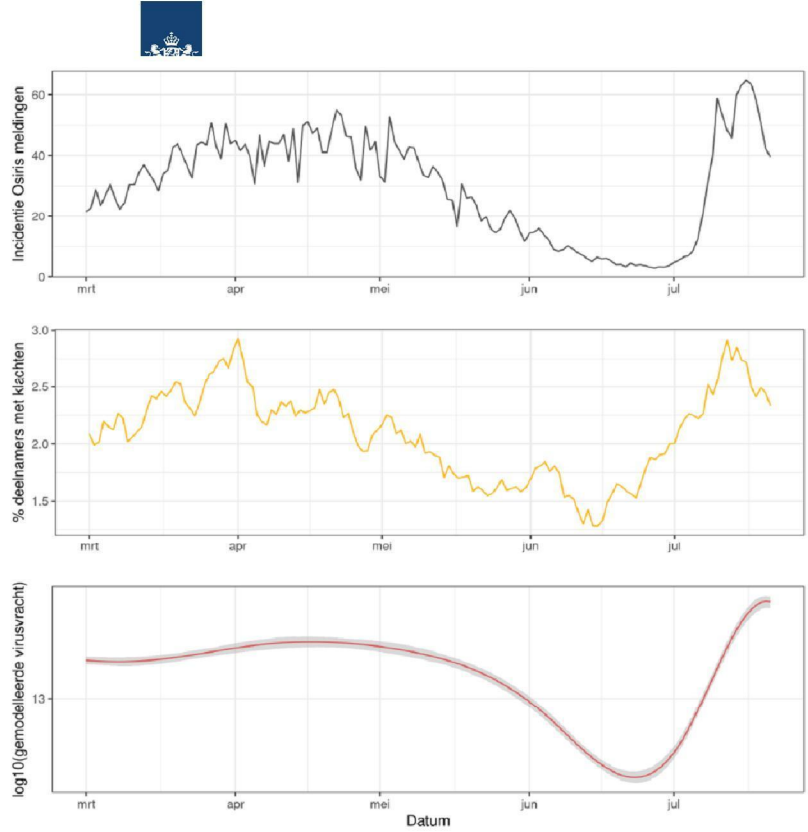 Incidentie Osiris meldingen
60
40
20
0
mrt apr mei jun jul
% deelnamers met klachten
3.0
2.5
2.0
1.5
mrt apr mei jun jul
log10(gemodelleerde virusvracht)
13
mrt apr mei jun jul
Datum